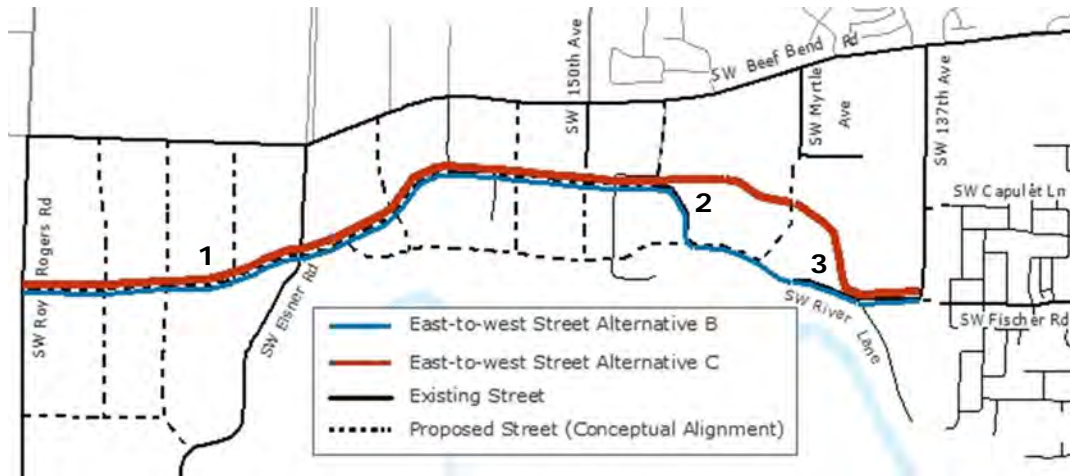 SW 150th Ave
SW Beef Bend Rd
SW Myrtle
Ave
SW 137th Ave
SW Capulet Ln
SW Roy Rogers Rd
1
2
3
SW Elsner Rd
SW River Lane
SW Fischer Rd
East-to-west Street Alternative B
East-to-west Street Alternative C
Existing Street
Proposed Street (Conceptual Alignment)